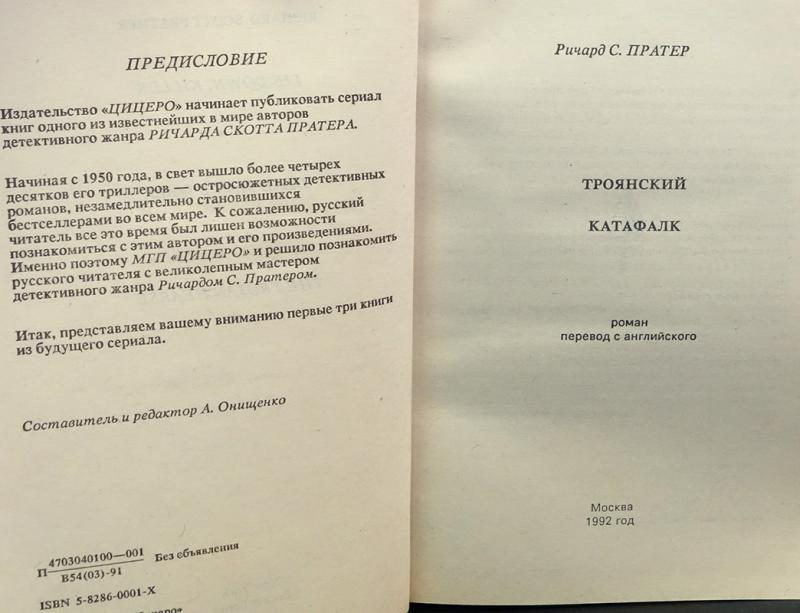 ПРЕДИСЛОВИЕ
Издательство «ЦИЦЕРО» начинает публиковать сериал
книг одного из известнейших в мире авторов
детективного жанра РИЧАРДА СКОТТА ПРАТЕРА.
Начиная с 1950 года, в свет вышло более четырех
десятков его триллеров — остросюжетных детективных
романов, незамедлительно становившихся
бестселлерами во всем мире. К сожалению, русский
читатель все это время был лишен возможности
познакомиться с этим автором и его произведениями.
Именно поэтому МГП «ЦИЦЕРО» и решило познакомить
русского читателя с великолепным мастером
детективного жанра Ричардом С. Пратером.
Итак, представляем вашему вниманию первые три книги
из будущего сериала.
Составитель и редактор А. Онищенко
П 4703040100—001 Без объявления
В54(03)-91
ISBN 5-8286-0001-X
Ричард С. ПРАТЕР
ТРОЯНСКИЙ
КАТАФАЛК
роман
перевод с английского
Москва
1992 год